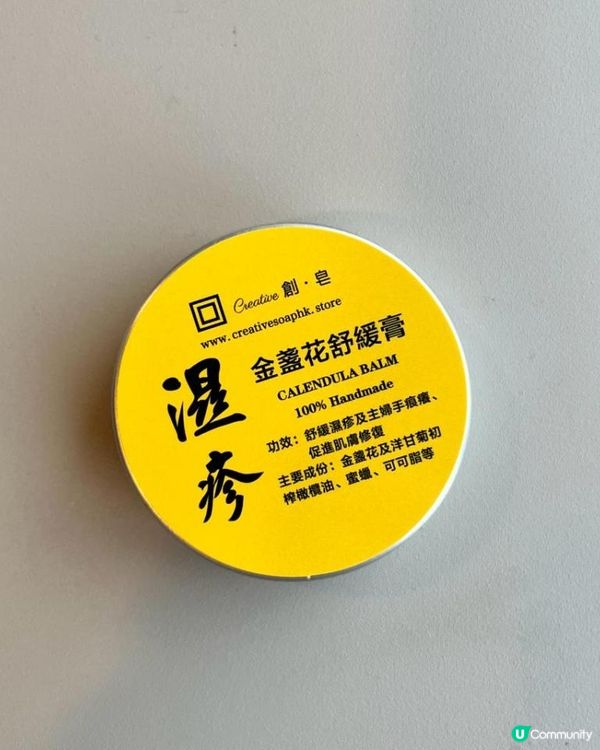 Creative 創·皂
www.creativesoaphk.store
濕疹
金盞花舒緩膏
CALENDULA BALM
100% Handmade
功效：舒緩濕疹及主婦手痕癢、
促進肌膚修復
主要成份：金盞花及洋甘菊初
榨橄欖油、蜜蠟、可可脂等
U Community